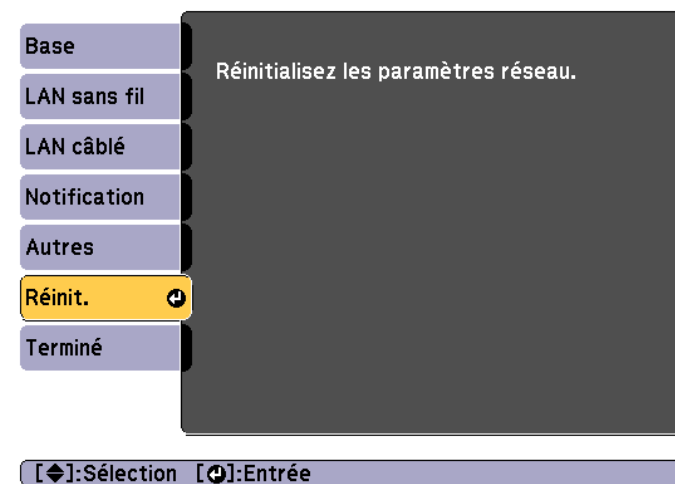 Base
Réinitialisez les paramètres réseau.
LAN sans fil
LAN câblé
Notification
Autres
Réinit.
Terminé
[◆]:Sélection [⏎]:Entrée